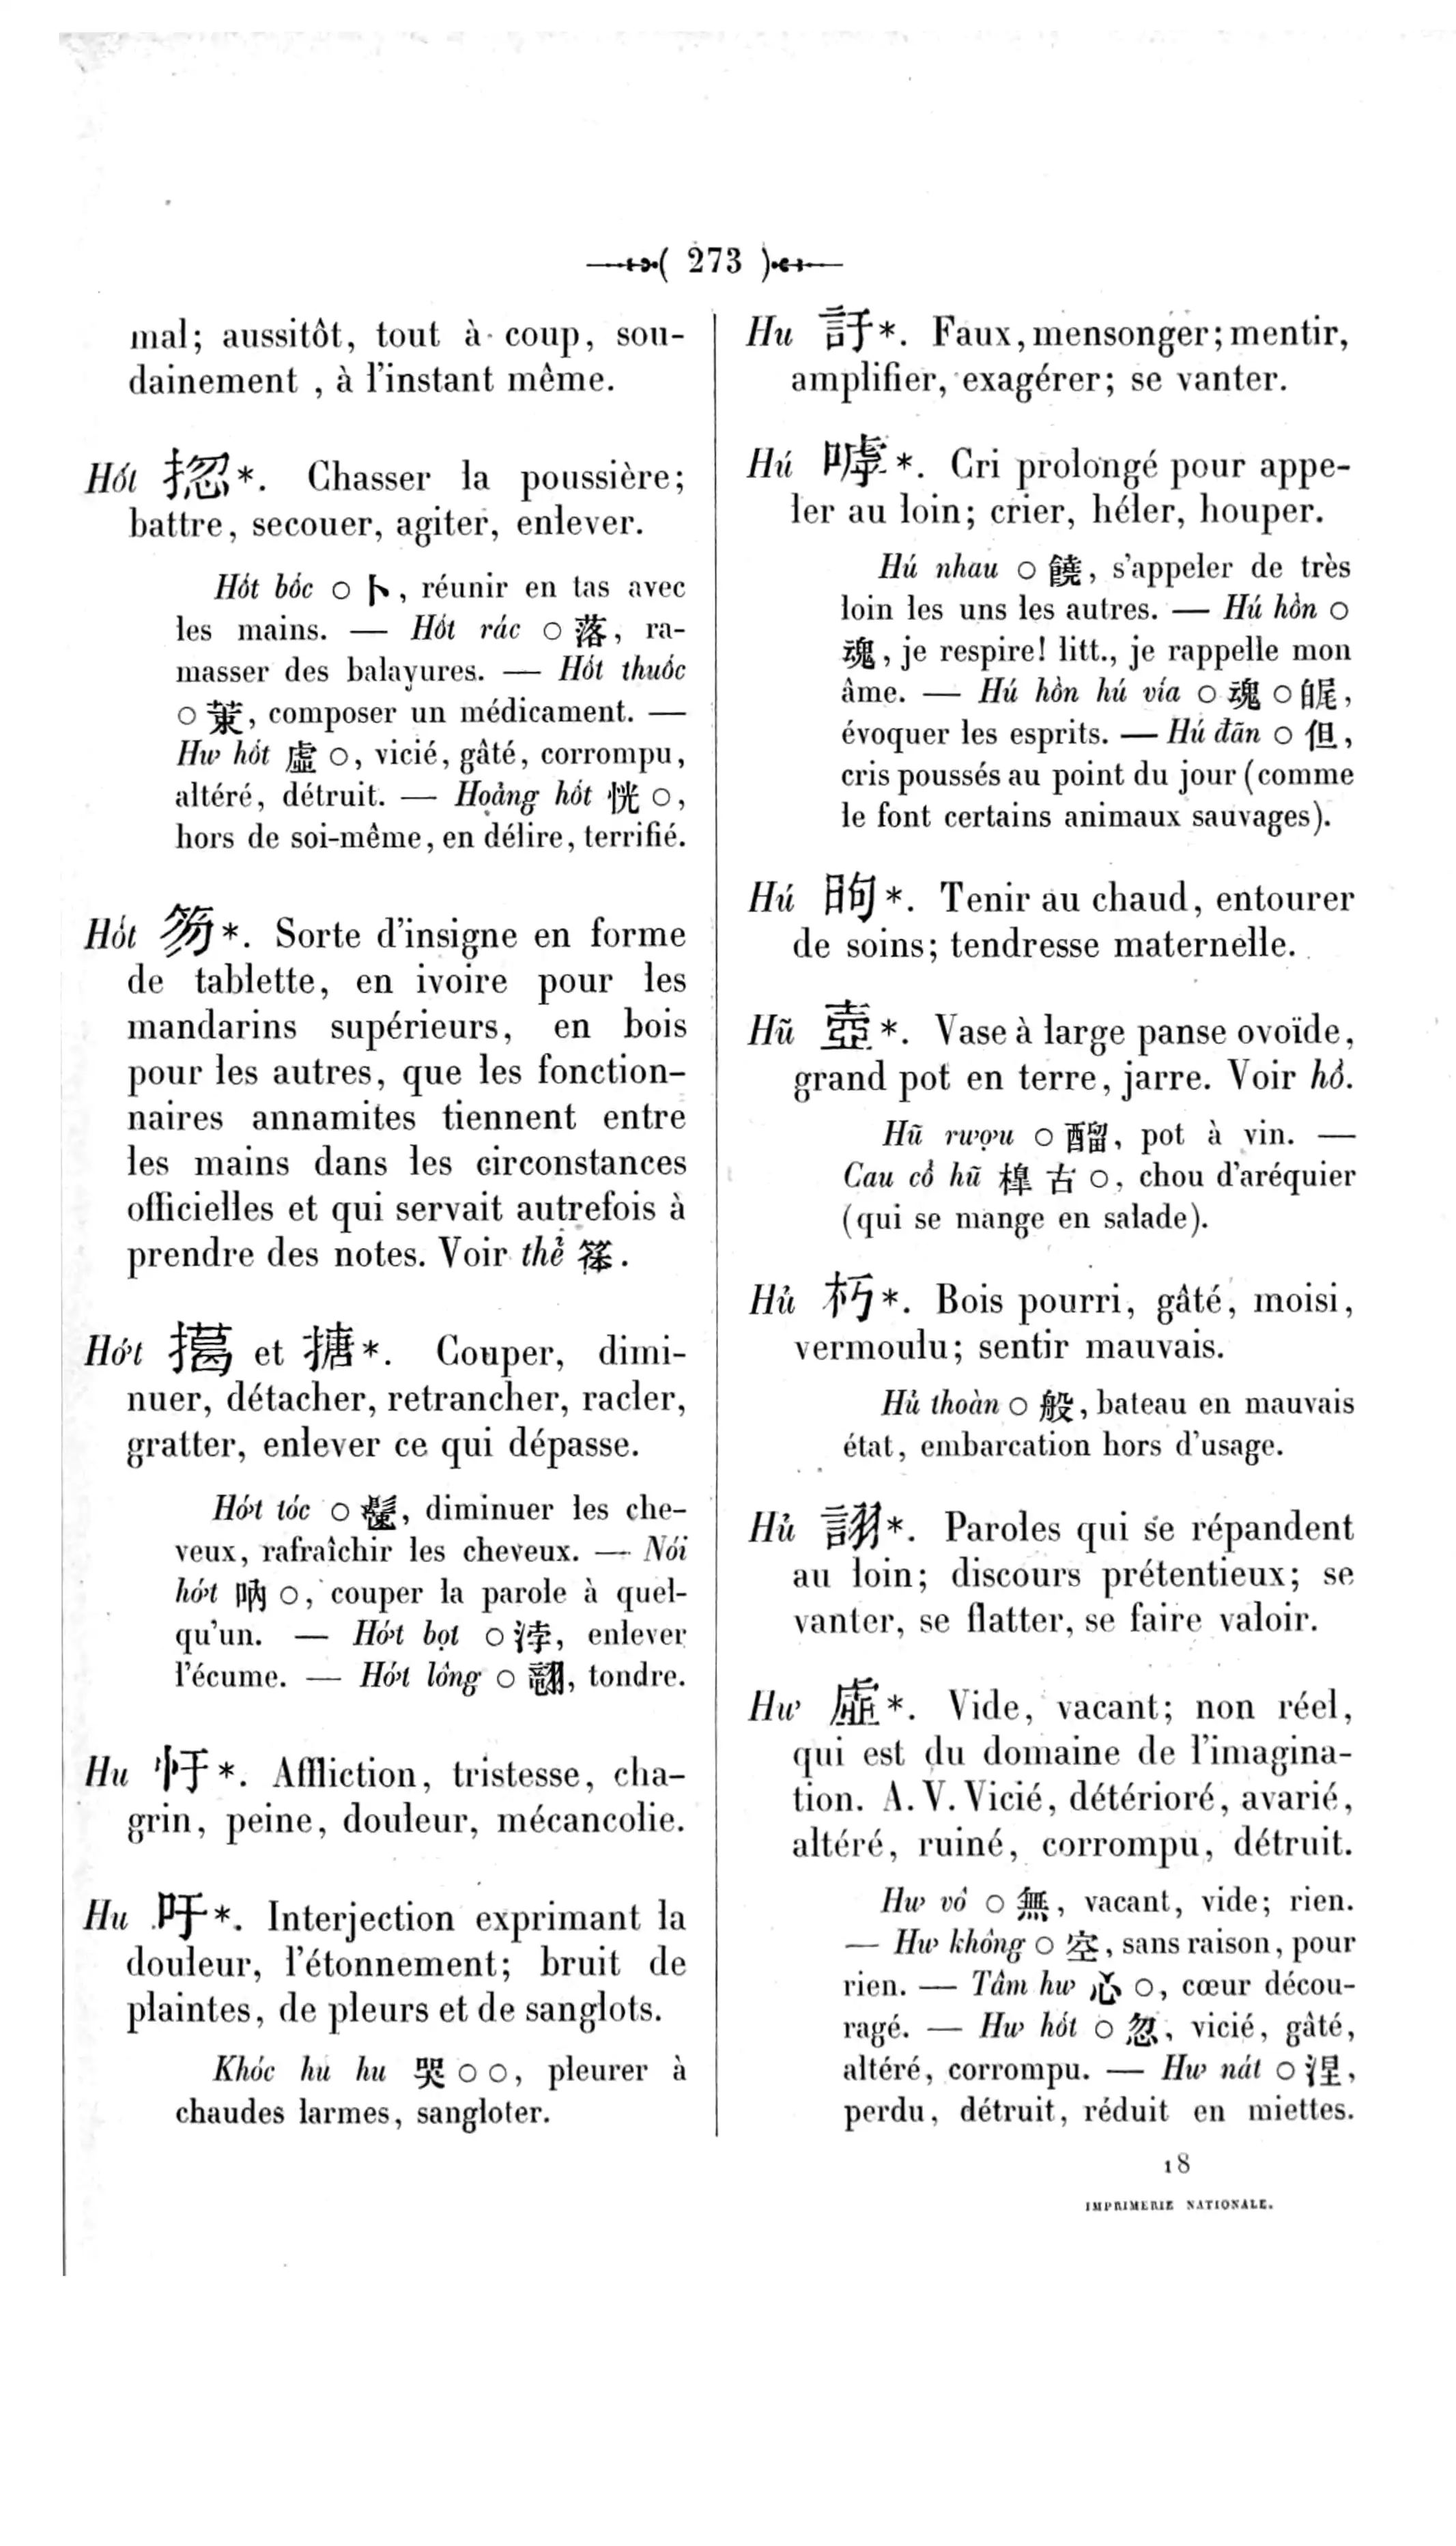 ( 273 )
mal; aussitôt, tout à coup, sou-
dainement, à l'instant même.
Hốt 揔*. Chasser la poussière;
battre, secouer, agiter, enlever.
Hốt bốc ○ 卜, réunir en tas avec
les mains. — Hốt rác ○ 落, ra-
masser des balayures. — Hốt thuốc
○ 葉, composer un médicament. —
Hư hốt 虛 ○, vicié, gâté, corrompu,
altéré, détruit. — Hoảng hốt 恍 ○,
hors de soi-même, en délire, terrifié.
Hốt 笏*. Sorte d'insigne en forme
de tablette, en ivoire pour les
mandarins supérieurs, en bois
pour les autres, que les fonction-
naires annamites tiennent entre
les mains dans les circonstances
officielles et qui servait autrefois à
prendre des notes. Voir thẻ.
Hớt et 搪*. Couper, dimi-
nuer, détacher, retrancher, racler,
gratter, enlever ce qui dépasse.
Hớt tóc ○, diminuer les che-
veux, rafraîchir les cheveux. — Nói
hớt 吶 ○, couper la parole à quel-
qu'un. — Hớt bọt ○ 浡, enlever
l'écume. — Hớt lông ○, tondre.
Hu 忏*. Affliction, tristesse, cha-
grin, peine, douleur, mécancolie.
Hu 吁*. Interjection exprimant la
douleur, l'étonnement; bruit de
plaintes, de pleurs et de sanglots.
Khóc hu hu 哭 ○ ○, pleurer à
chaudes larmes, sangloter.
Hu 訏*. Faux, mensonger; mentir,
amplifier, exagérer; se vanter.
Hú 嘑*. Cri prolongé pour appe-
ler au loin; crier, héler, houper.
Hú nhau ○ 饒, s'appeler de très
loin les uns les autres. — Hú hồn ○
魂, je respire! litt., je rappelle mon
âme. — Hú hồn hú vía ○ 魂 ○,
évoquer les esprits. — Hú đãn ○ 但,
cris poussés au point du jour (comme
le font certains animaux sauvages).
Hú 昫*. Tenir au chaud, entourer
de soins; tendresse maternelle.
Hũ 壺*. Vase à large panse ovoïde,
grand pot en terre, jarre. Voir hồ.
Hũ rượu ○ 醑, pot à vin. —
Cau cổ hũ 槔 古 ○, chou d'aréquier
(qui se mange en salade).
Hủ 朽*. Bois pourri, gâté, moisi,
vermoulu; sentir mauvais.
Hủ thoàn ○ 般, bateau en mauvais
état, embarcation hors d'usage.
Hủ 詡*. Paroles qui se répandent
au loin; discours prétentieux; se
vanter, se flatter, se faire valoir.
Hư 虛*. Vide, vacant; non réel,
qui est du domaine de l'imagina-
tion. A. V. Vicié, détérioré, avarié,
altéré, ruiné, corrompu, détruit.
Hư vô ○ 無, vacant, vide; rien.
— Hư không ○ 空, sans raison, pour
rien. — Tâm hư 心 ○, cœur décou-
ragé. — Hư hốt ○ 忽, vicié, gâté,
altéré, corrompu. — Hư nát ○ 湼,
perdu, détruit, réduit en miettes.
18
IMPRIMERIE NATIONALE.